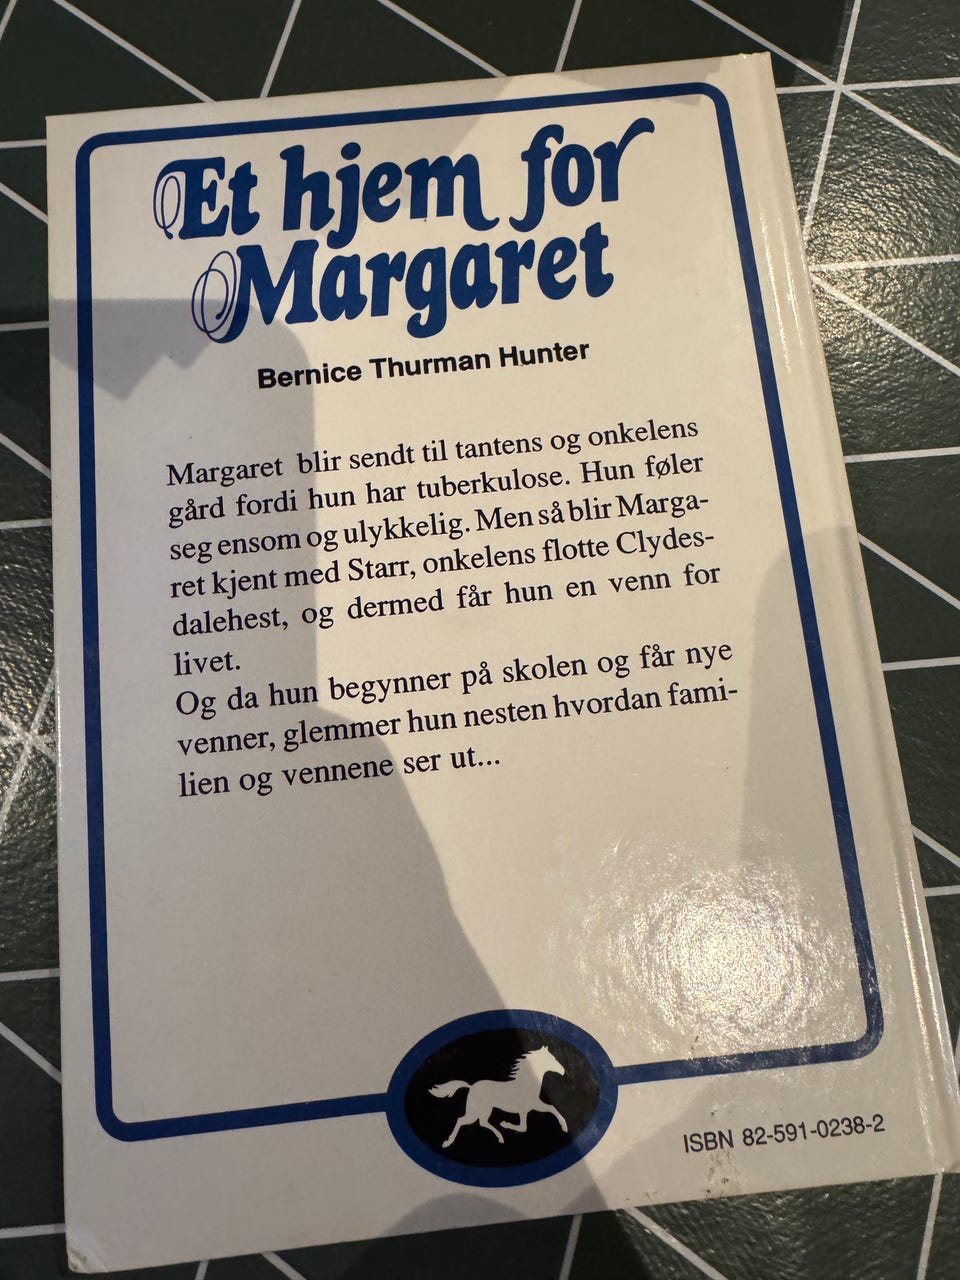 Et hjem for
Margaret
Bernice Thurman Hunter
Margaret blir sendt til tantens og onkelens
gård fordi hun har tuberkulose. Hun føler
seg ensom og ulykkelig. Men så blir Marga-
ret kjent med Starr, onkelens flotte Clydes-
dalehest, og dermed får hun en venn for
livet.
Og da hun begynner på skolen og får nye
venner, glemmer hun nesten hvordan fami-
lien og vennene ser ut...
ISBN 82-591-0238-2